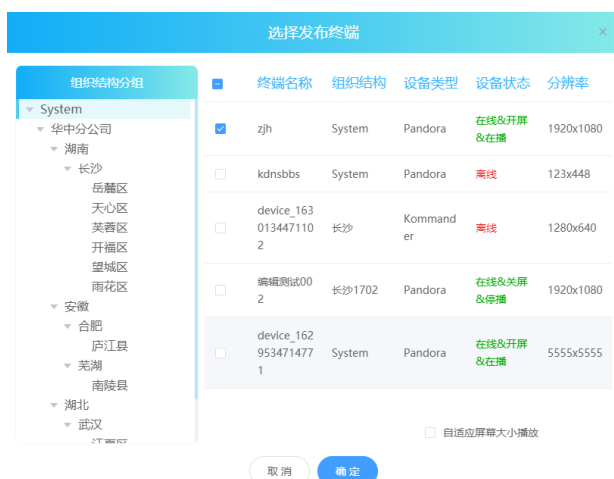 选择发布终端
×
组织结构分组
System
华中分公司
湖南
长沙
岳麓区
天心区
芙蓉区
开福区
望城区
雨花区
安徽
合肥
庐江县
芜湖
南陵县
湖北
武汉
江夏区
终端名称 组织结构 设备类型 设备状态 分辨率
zjh System Pandora 在线&开屏 1920x1080
&在播
kdnsbbs System Pandora 离线 123x448
device_163
013447110 长沙 Kommand 离线 1280x640
2 er
编辑测试00 长沙1702 Pandora 在线&关屏 1920x1080
2 &停播
device_162
953471477 System Pandora 在线&开屏 5555x5555
1 &在播
自适应屏幕大小播放
取消 确定